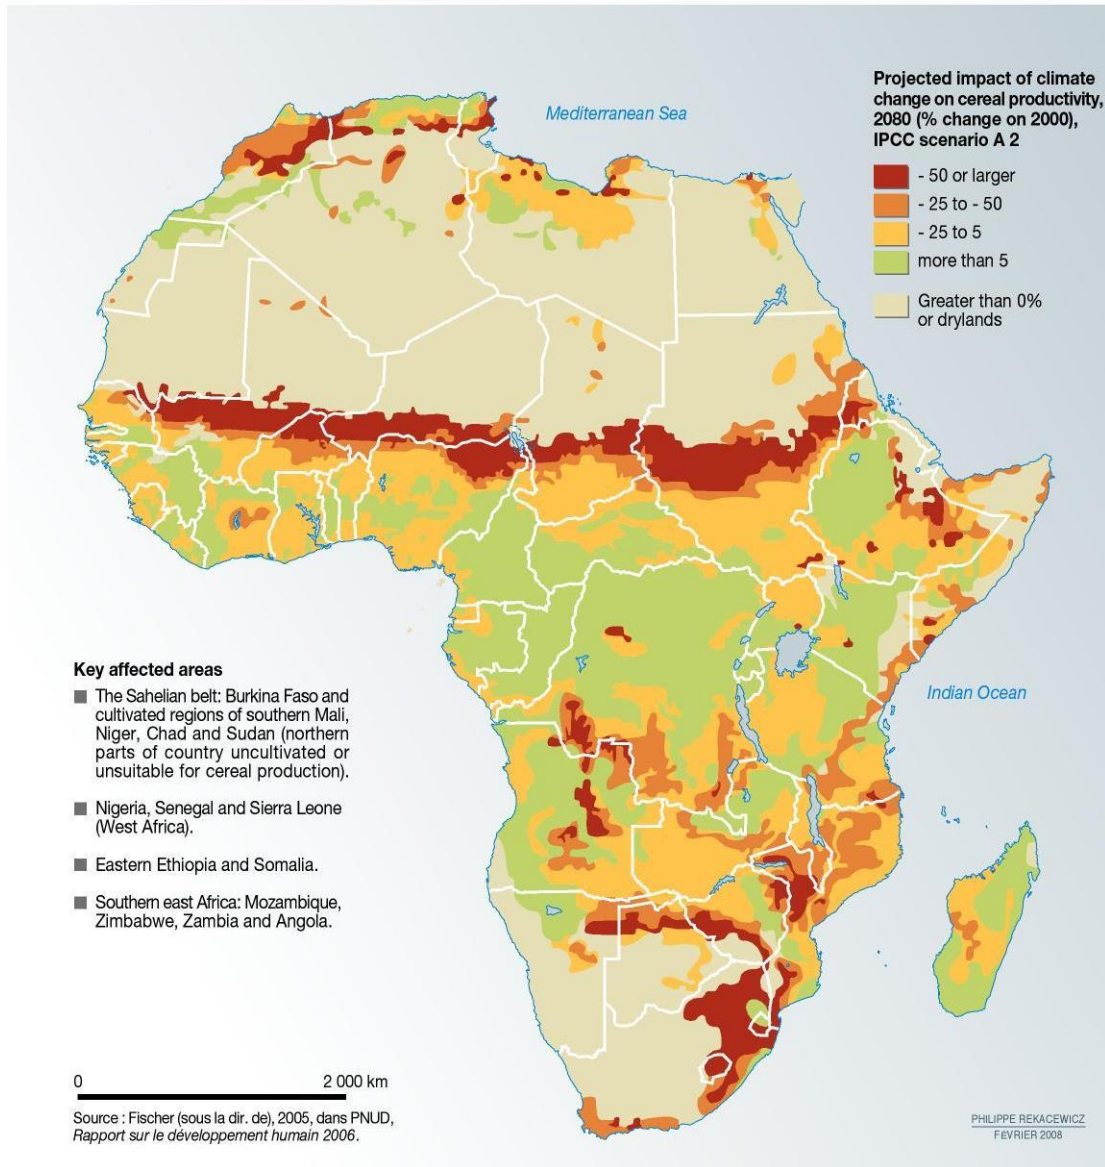 Mediterranean Sea
Projected impact of climate
change on cereal productivity,
2080 (% change on 2000),
IPCC scenario A 2
- 50 or larger
- 25 to - 50
- 25 to 5
more than 5
Greater than 0%
or drylands
Indian Ocean
Key affected areas
The Sahelian belt: Burkina Faso and
cultivated regions of southern Mali,
Niger, Chad and Sudan (northern
parts of country uncultivated or
unsuitable for cereal production).
Nigeria, Senegal and Sierra Leone
(West Africa).
Eastern Ethiopia and Somalia.
Southern east Africa: Mozambique,
Zimbabwe, Zambia and Angola.
0 2 000 km
Source : Fischer (sous la dir. de), 2005, dans PNUD,
Rapport sur le développement humain 2006.
PHILIPPE REKACEWICZ
FÉVRIER 2008